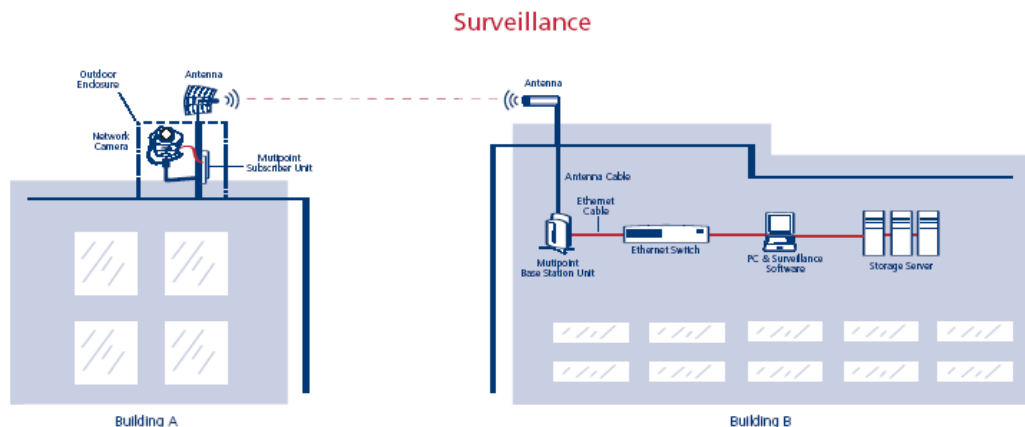 Surveillance
Outdoor
Enclosure
Antenna
Network
Camera
Mutipoint
Subscriber Unit
Building A
Antenna
Antenna Cable
Ethernet
Cable
Mutipoint
Base Station Unit
Ethernet Switch
PC & Surveillance
Software
Storage Server
Building B